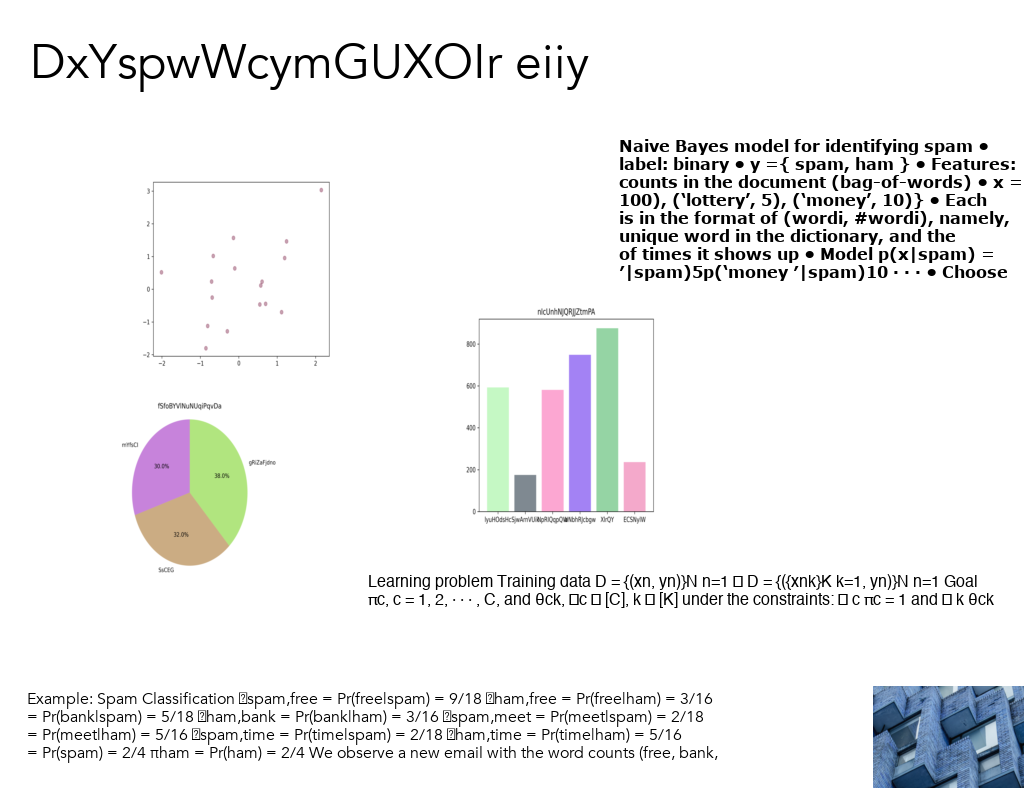 DxYspwWcymGUXOIr eiiy
Naive Bayes model for identifying spam •
label: binary • y ={ spam, ham } • Features:
counts in the document (bag-of-words) • x =
100), (‘lottery’, 5), (‘money’, 10)} • Each
is in the format of (wordi, #wordi), namely,
unique word in the dictionary, and the
of times it shows up • Model p(x|spam) =
’|spam)5p(‘money ’|spam)10 · · · • Choose
3
2
1
0
−1
−2
−2 −1 0 1 2
nIcUnhNJQRJJZtmPA
800
600
400
200
0
XIrQY ECSNylW
mYfsCl
gRiZaFjdno
30.0%
38.0%
32.0%
SsCEG
Learning problem Training data D = {(xn, yn)}N n=1 □ D = {({xnk}K k=1, yn)}N n=1 Goal
πc, c = 1, 2, · · · , C, and θck, □c □ [C], k □ [K] under the constraints: □ c πc = 1 and □ k θck
Example: Spam Classification □spam,free = Pr(free|spam) = 9/18 □ham,free = Pr(free|ham) = 3/16
= Pr(bank|spam) = 5/18 □ham,bank = Pr(bank|ham) = 3/16 □spam,meet = Pr(meet|spam) = 2/18
= Pr(meet|ham) = 5/16 □spam,time = Pr(time|spam) = 2/18 □ham,time = Pr(time|ham) = 5/16
= Pr(spam) = 2/4 πham = Pr(ham) = 2/4 We observe a new email with the word counts (free, bank,